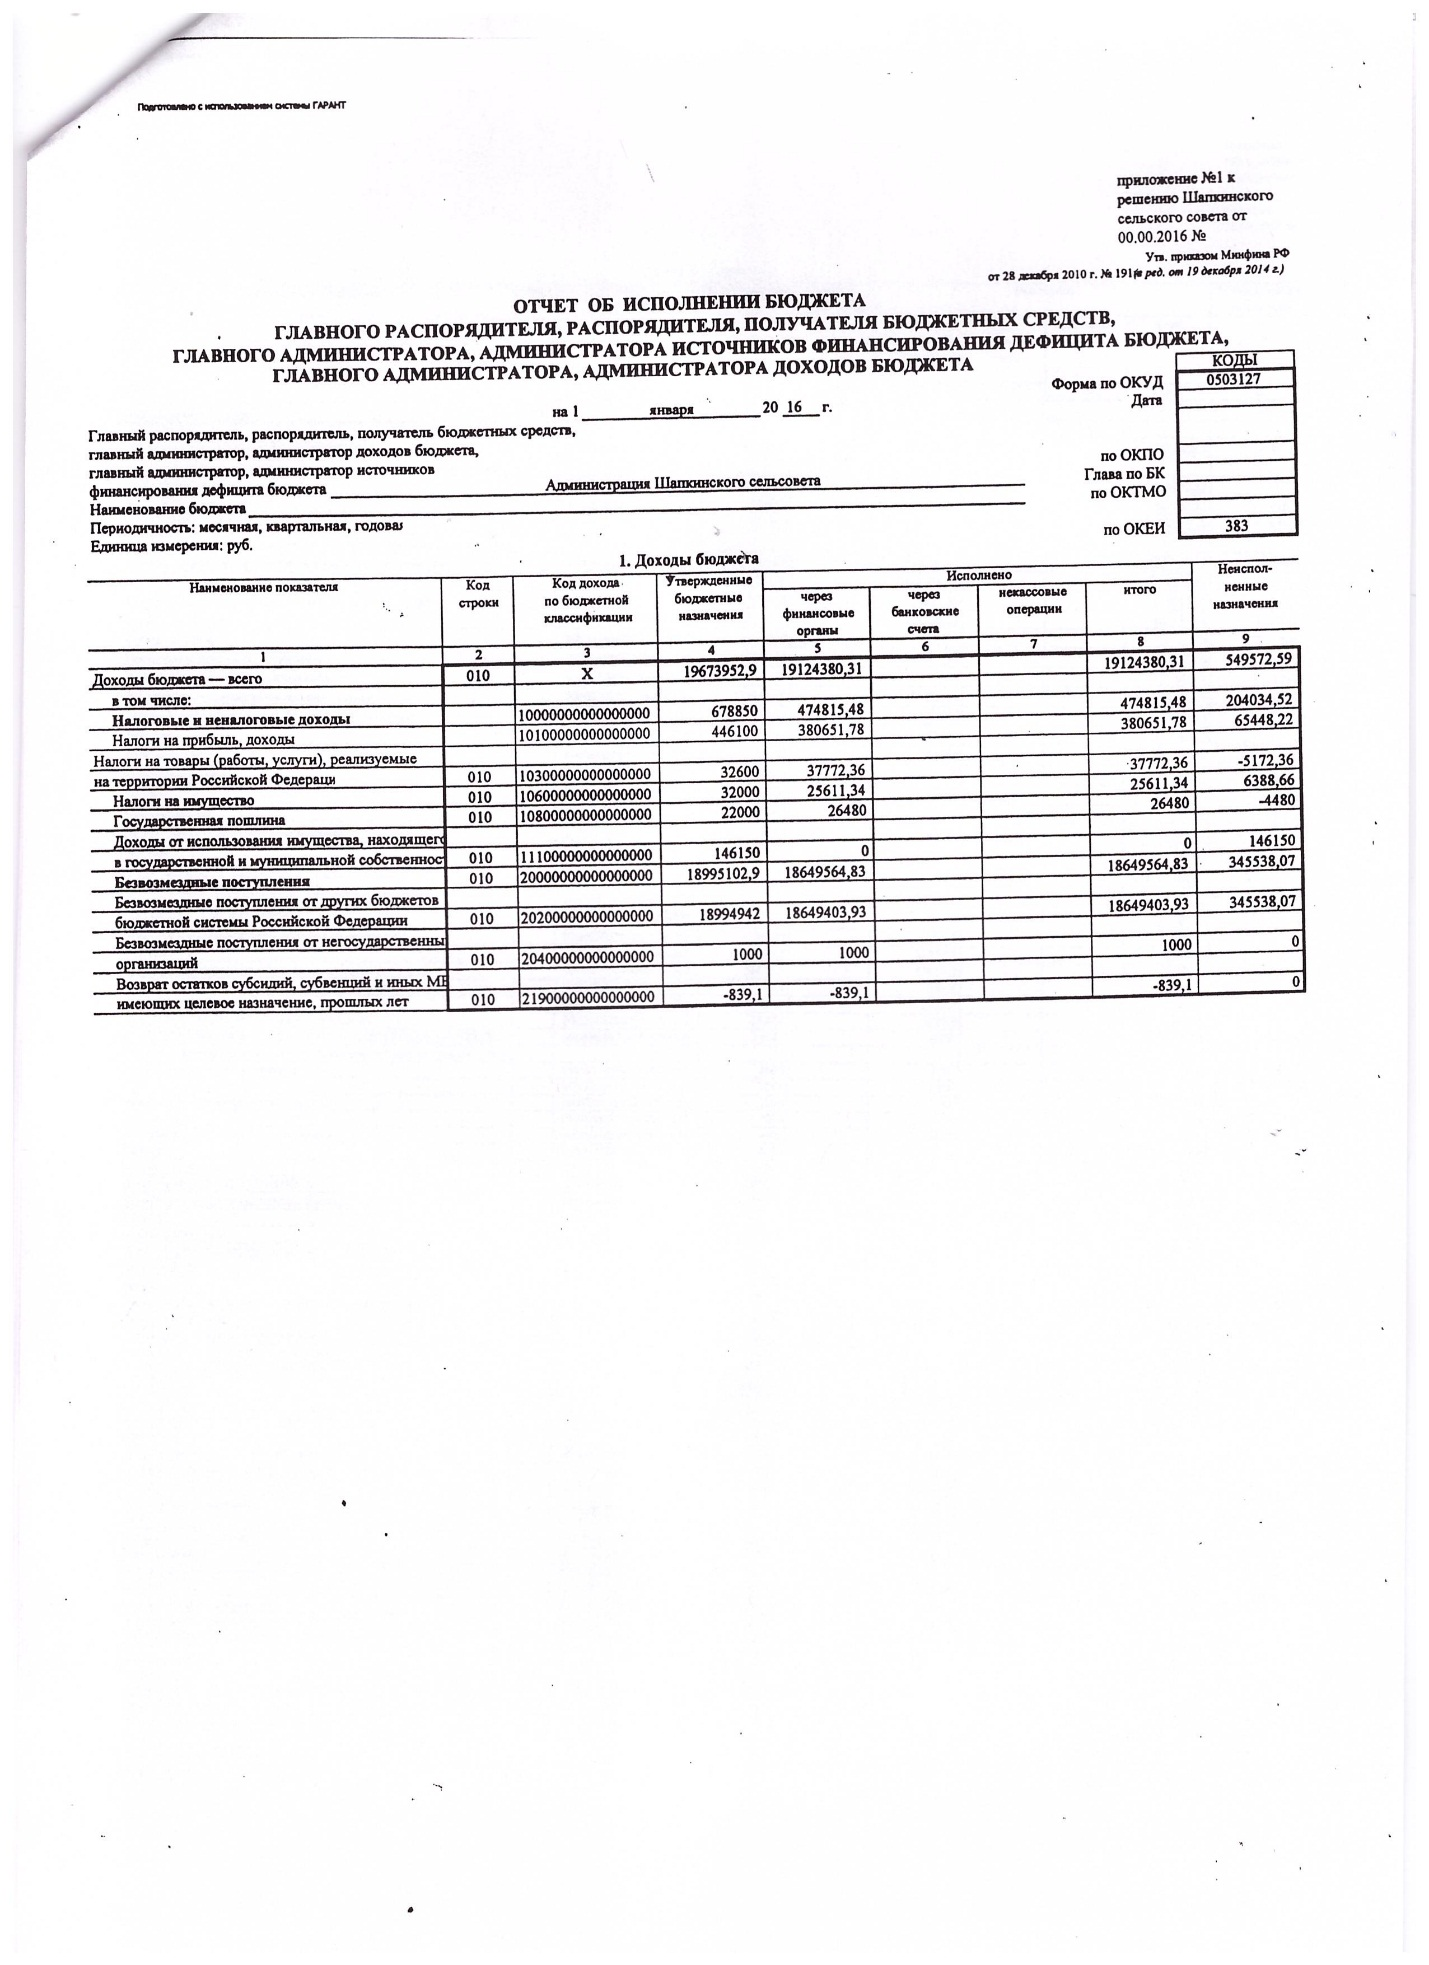 Подготовлено с использованием системы ГАРАНТ
приложение №1 к
решению Шапкинского
сельского совета от
00.00.2016 №
Утв. приказом Минфина РФ
от 28 декабря 2010 г. № 191(в ред. от 19 декабря 2014 г.)
ОТЧЕТ ОБ ИСПОЛНЕНИИ БЮДЖЕТА
ГЛАВНОГО РАСПОРЯДИТЕЛЯ, РАСПОРЯДИТЕЛЯ, ПОЛУЧАТЕЛЯ БЮДЖЕТНЫХ СРЕДСТВ,
ГЛАВНОГО АДМИНИСТРАТОРА, АДМИНИСТРАТОРА ИСТОЧНИКОВ ФИНАНСИРОВАНИЯ ДЕФИЦИТА БЮДЖЕТА,
ГЛАВНОГО АДМИНИСТРАТОРА, АДМИНИСТРАТОРА ДОХОДОВ БЮДЖЕТА
КОДЫ
Форма по ОКУД 0503127
Дата
на 1 января 20 16 г.
Главный распорядитель, распорядитель, получатель бюджетных средств,
главный администратор, администратор доходов бюджета, по ОКПО
главный администратор, администратор источников Глава по БК
финансирования дефицита бюджета Администрация Шапкинского сельсовета по ОКТМО
Наименование бюджета
Периодичность: месячная, квартальная, годовая по ОКЕИ 383
Единица измерения: руб.
1. Доходы бюджета
Наименование показателя Код строки Код дохода по бюджетной классификации Утвержденные бюджетные назначения Исполнено Неиспол-ненные назначения
через финансовые органы через банковские счета некассовые операции итого
1 2 3 4 5 6 7 8 9
Доходы бюджета — всего 010 X 19673952,9 19124380,31 19124380,31 549572,59
в том числе:
Налоговые и неналоговые доходы 10000000000000000 678850 474815,48 474815,48 204034,52
Налоги на прибыль, доходы 10100000000000000 446100 380651,78 380651,78 65448,22
Налоги на товары (работы, услуги), реализуемые
на территории Российской Федераци 010 10300000000000000 32600 37772,36 37772,36 -5172,36
Налоги на имущество 010 10600000000000000 32000 25611,34 25611,34 6388,66
Государственная пошлина 010 10800000000000000 22000 26480 26480 -4480
Доходы от использования имущества, находящего
в государственной и муниципальной собственнос 010 11100000000000000 146150 0 0 146150
Безвозмездные поступления 010 20000000000000000 18995102,9 18649564,83 18649564,83 345538,07
Безвозмездные поступления от других бюджетов
бюджетной системы Российской Федерации 010 20200000000000000 18994942 18649403,93 18649403,93 345538,07
Безвозмездные поступления от негосударственны
организаций 010 20400000000000000 1000 1000 1000 0
Возврат остатков субсидий, субвенций и иных МБ
имеющих целевое назначение, прошлых лет 010 21900000000000000 -839,1 -839,1 -839,1 0